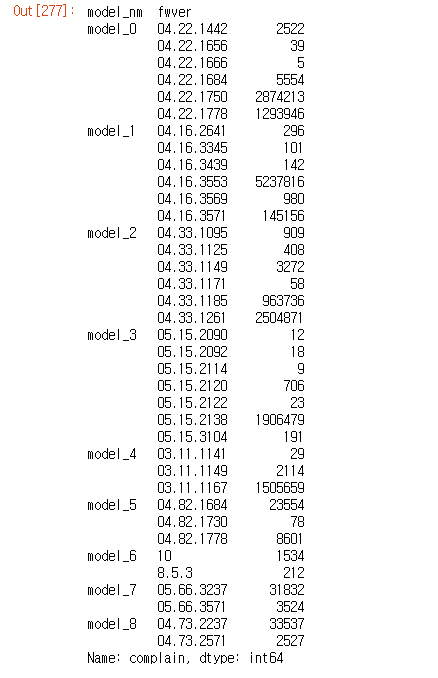 Out[277]: model_nm  fwver
model_0   04.22.1442       2522
          04.22.1656         39
          04.22.1666          5
          04.22.1684       5554
          04.22.1750    2874213
          04.22.1778    1293946
model_1   04.16.2641        296
          04.16.3345        101
          04.16.3439        142
          04.16.3553    5237816
          04.16.3569        980
          04.16.3571     145156
model_2   04.33.1095        909
          04.33.1125        408
          04.33.1149       3272
          04.33.1171         58
          04.33.1185     963736
          04.33.1261    2504871
model_3   05.15.2090         12
          05.15.2092         18
          05.15.2114          9
          05.15.2120        706
          05.15.2122         23
          05.15.2138    1906479
          05.15.3104        191
model_4   03.11.1141         29
          03.11.1149       2114
          03.11.1167    1505659
model_5   04.82.1684      23554
          04.82.1730         78
          04.82.1778       8601
model_6   10               1534
          8.5.3             212
model_7   05.66.3237      31832
          05.66.3571       3524
model_8   04.73.2237      33537
          04.73.2571       2527
Name: complain, dtype: int64